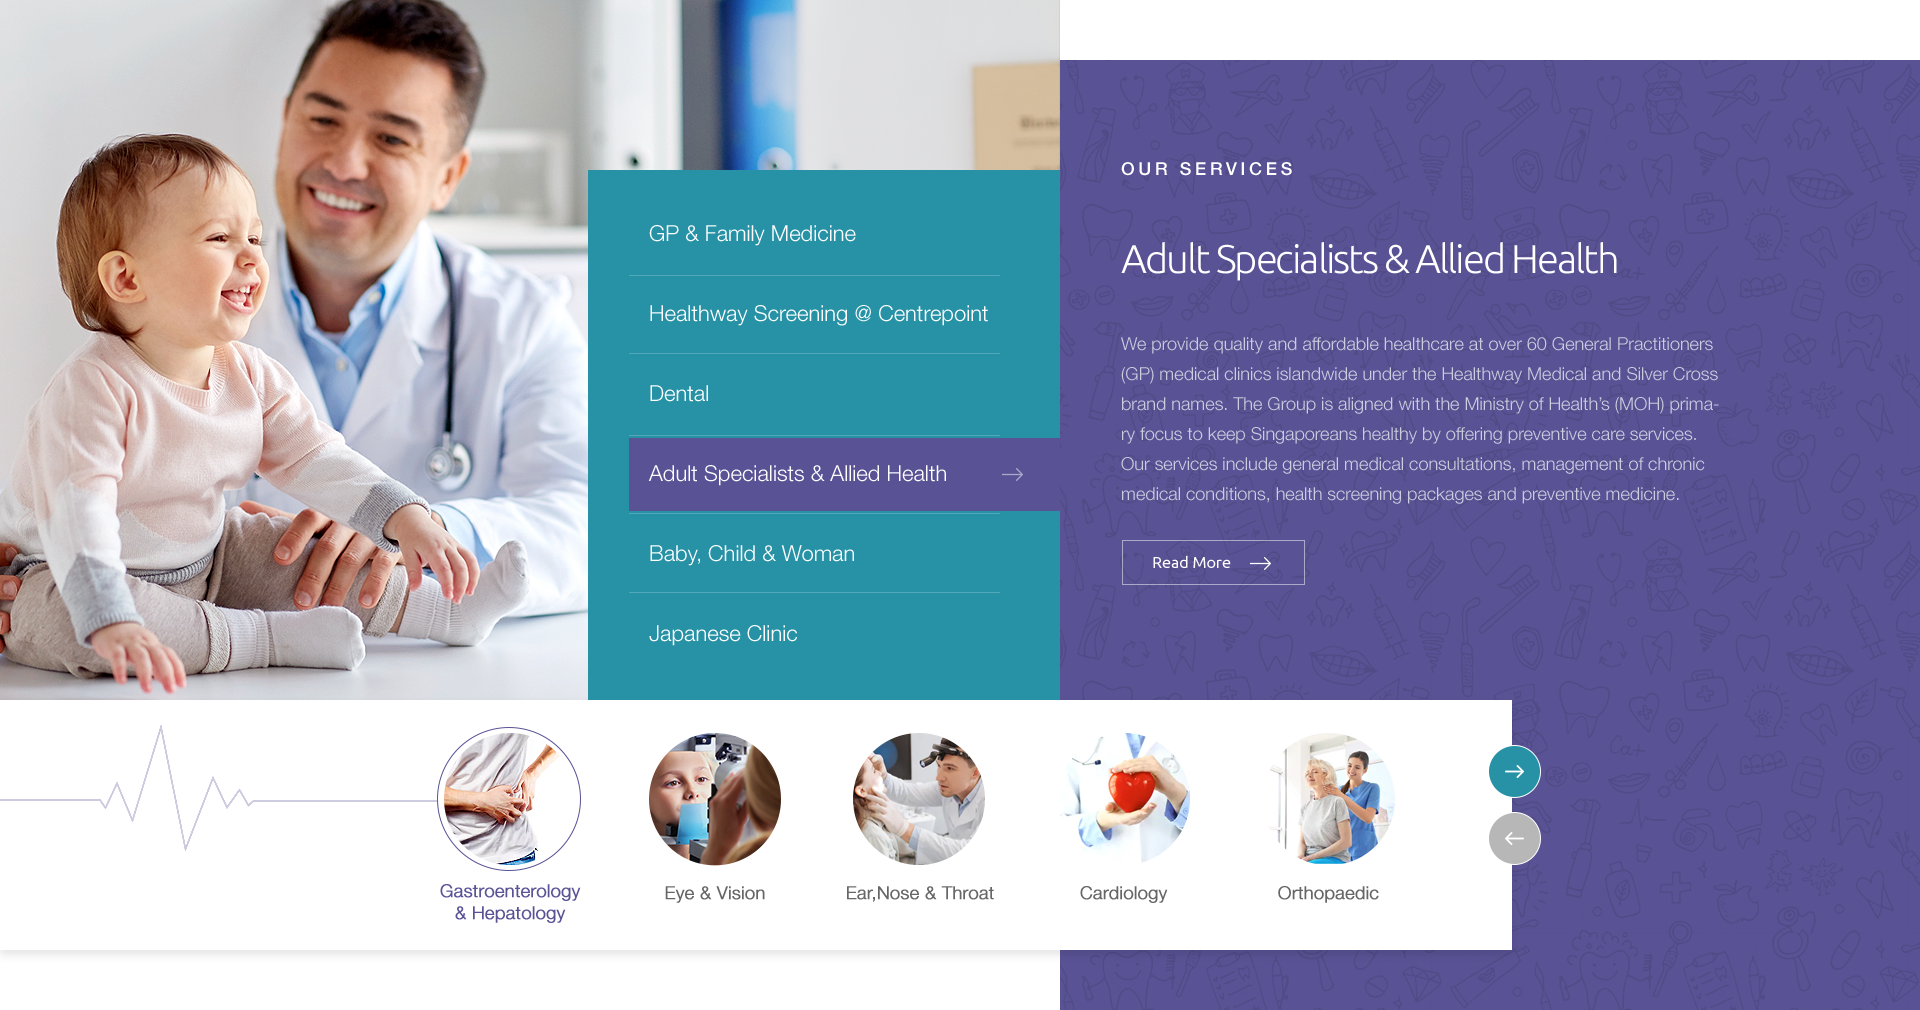 GP & Family Medicine
Healthway Screening @ Centrepoint
Dental
Adult Specialists & Allied Health
Baby, Child & Woman
Japanese Clinic
OUR SERVICES
Adult Specialists & Allied Health
We provide quality and affordable healthcare at over 60 General Practitioners
(GP) medical clinics islandwide under the Healthway Medical and Silver Cross
brand names. The Group is aligned with the Ministry of Health’s (MOH) prima-
ry focus to keep Singaporeans healthy by offering preventive care services.
Our services include general medical consultations, management of chronic
medical conditions, health screening packages and preventive medicine.
Read More
Gastroenterology
& Hepatology
Eye & Vision
Ear,Nose & Throat
Cardiology
Orthopaedic